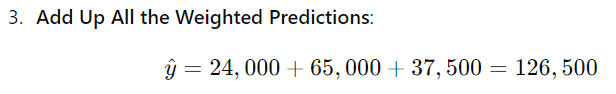 3. Add Up All the Weighted Predictions:
ŷ = 24, 000 + 65, 000 + 37, 500 = 126, 500